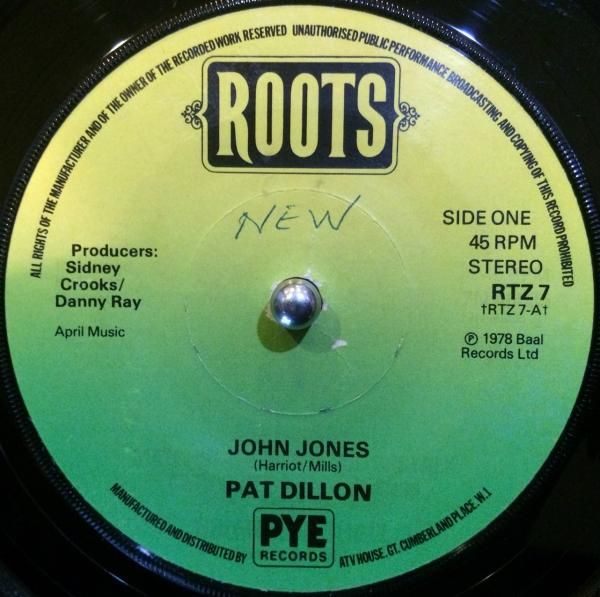 ALL RIGHTS OF THE MANUFACTURER AND OF THE OWNER OF THE RECORDED WORK RESERVED UNAUTHORISED PUBLIC PERFORMANCE BROADCASTING AND COPYING OF THIS RECORD PROHIBITED
ROOTS
NEW
SIDE ONE
45 RPM
STEREO
RTZ 7
†RTZ 7-A†
℗ 1978 Baal
Records Ltd
Producers:
Sidney
Crooks/
Danny Ray
April Music
JOHN JONES
(Harriot/Mills)
PAT DILLON
MANUFACTURED AND DISTRIBUTED BY
PYE
RECORDS
ATV HOUSE, GT. CUMBERLAND PLACE, W.1